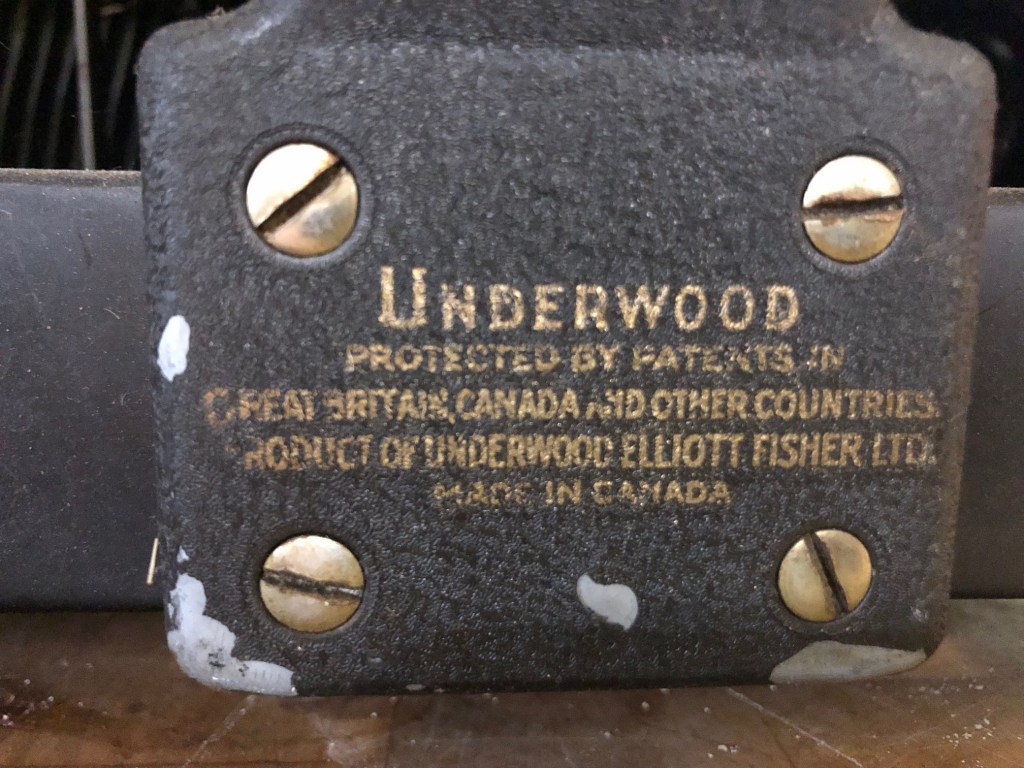 UNDERWOOD
PROTECTED BY PATENTS IN
GREAT BRITAIN, CANADA AND OTHER COUNTRIES.
PRODUCT OF UNDERWOOD ELLIOTT FISHER LTD.
MADE IN CANADA